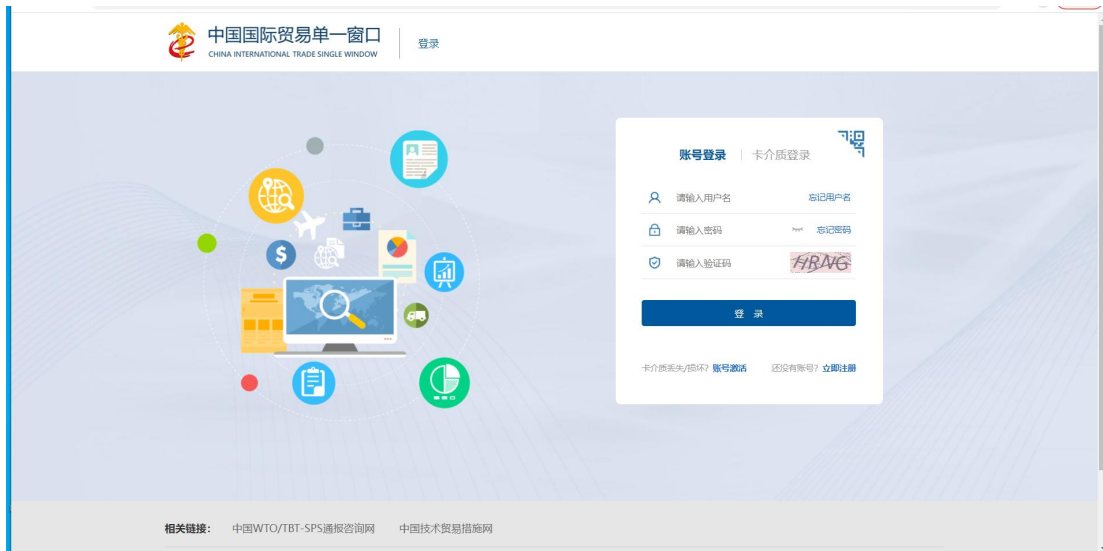 中国国际贸易单一窗口
CHINA INTERNATIONAL TRADE SINGLE WINDOW
登录
账号登录
卡介质登录
请输入用户名 忘记用户名
请输入密码 忘记密码
请输入验证码 HRNG
登 录
卡介质丢失/损坏? 账号激活 还没有账号? 立即注册
相关链接: 中国WTO/TBT-SPS通报咨询网 中国技术贸易措施网